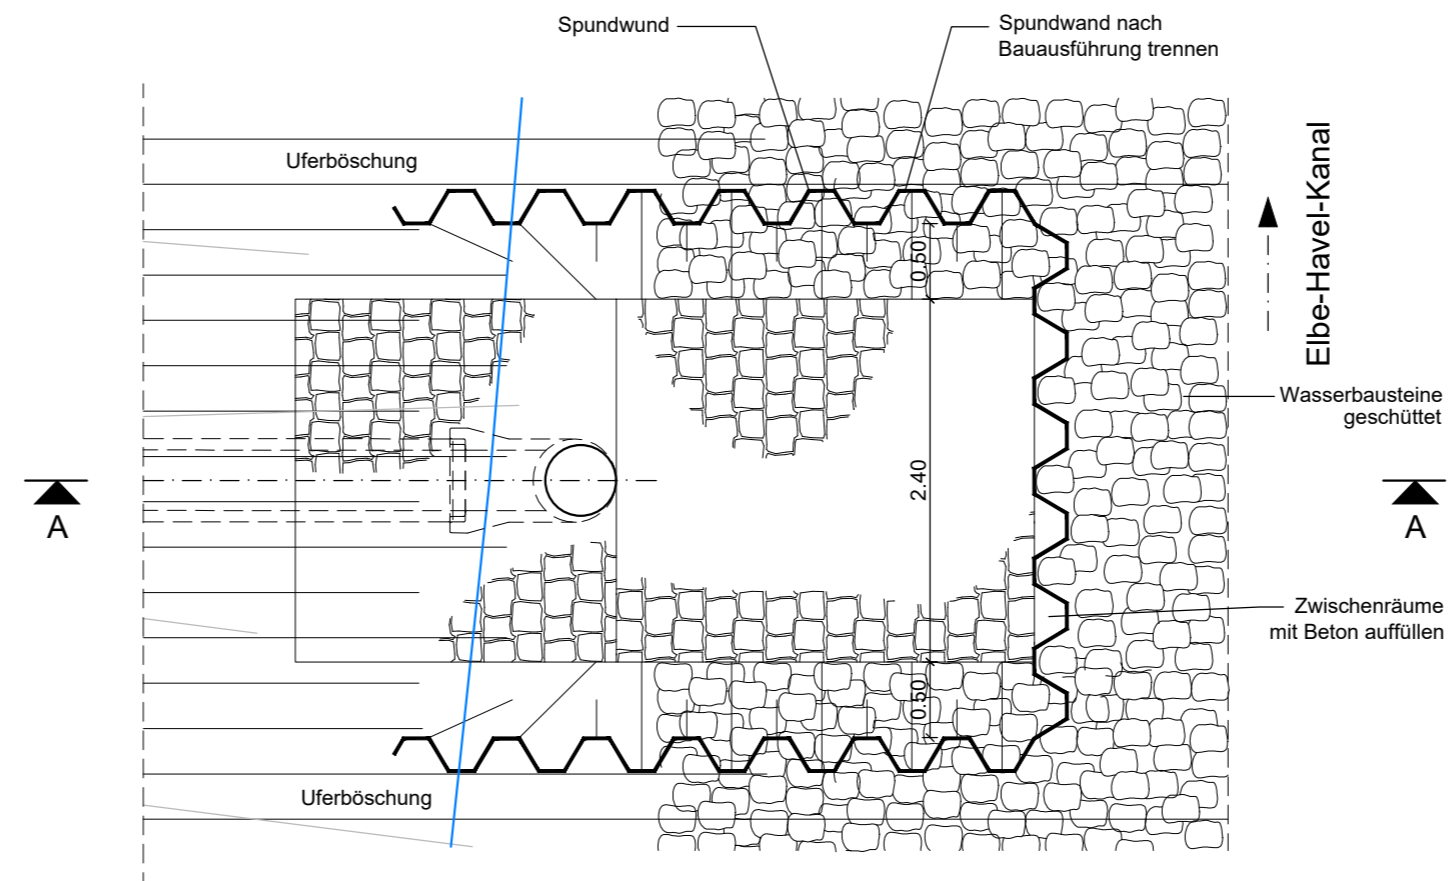 Spundwund
Spundwand nach
Bauausführung trennen
Uferböschung
Elbe-Havel-Kanal
0.50
Wasserbausteine
geschüttet
2.40
A
A
Zwischenräume
mit Beton auffüllen
0.50
Uferböschung